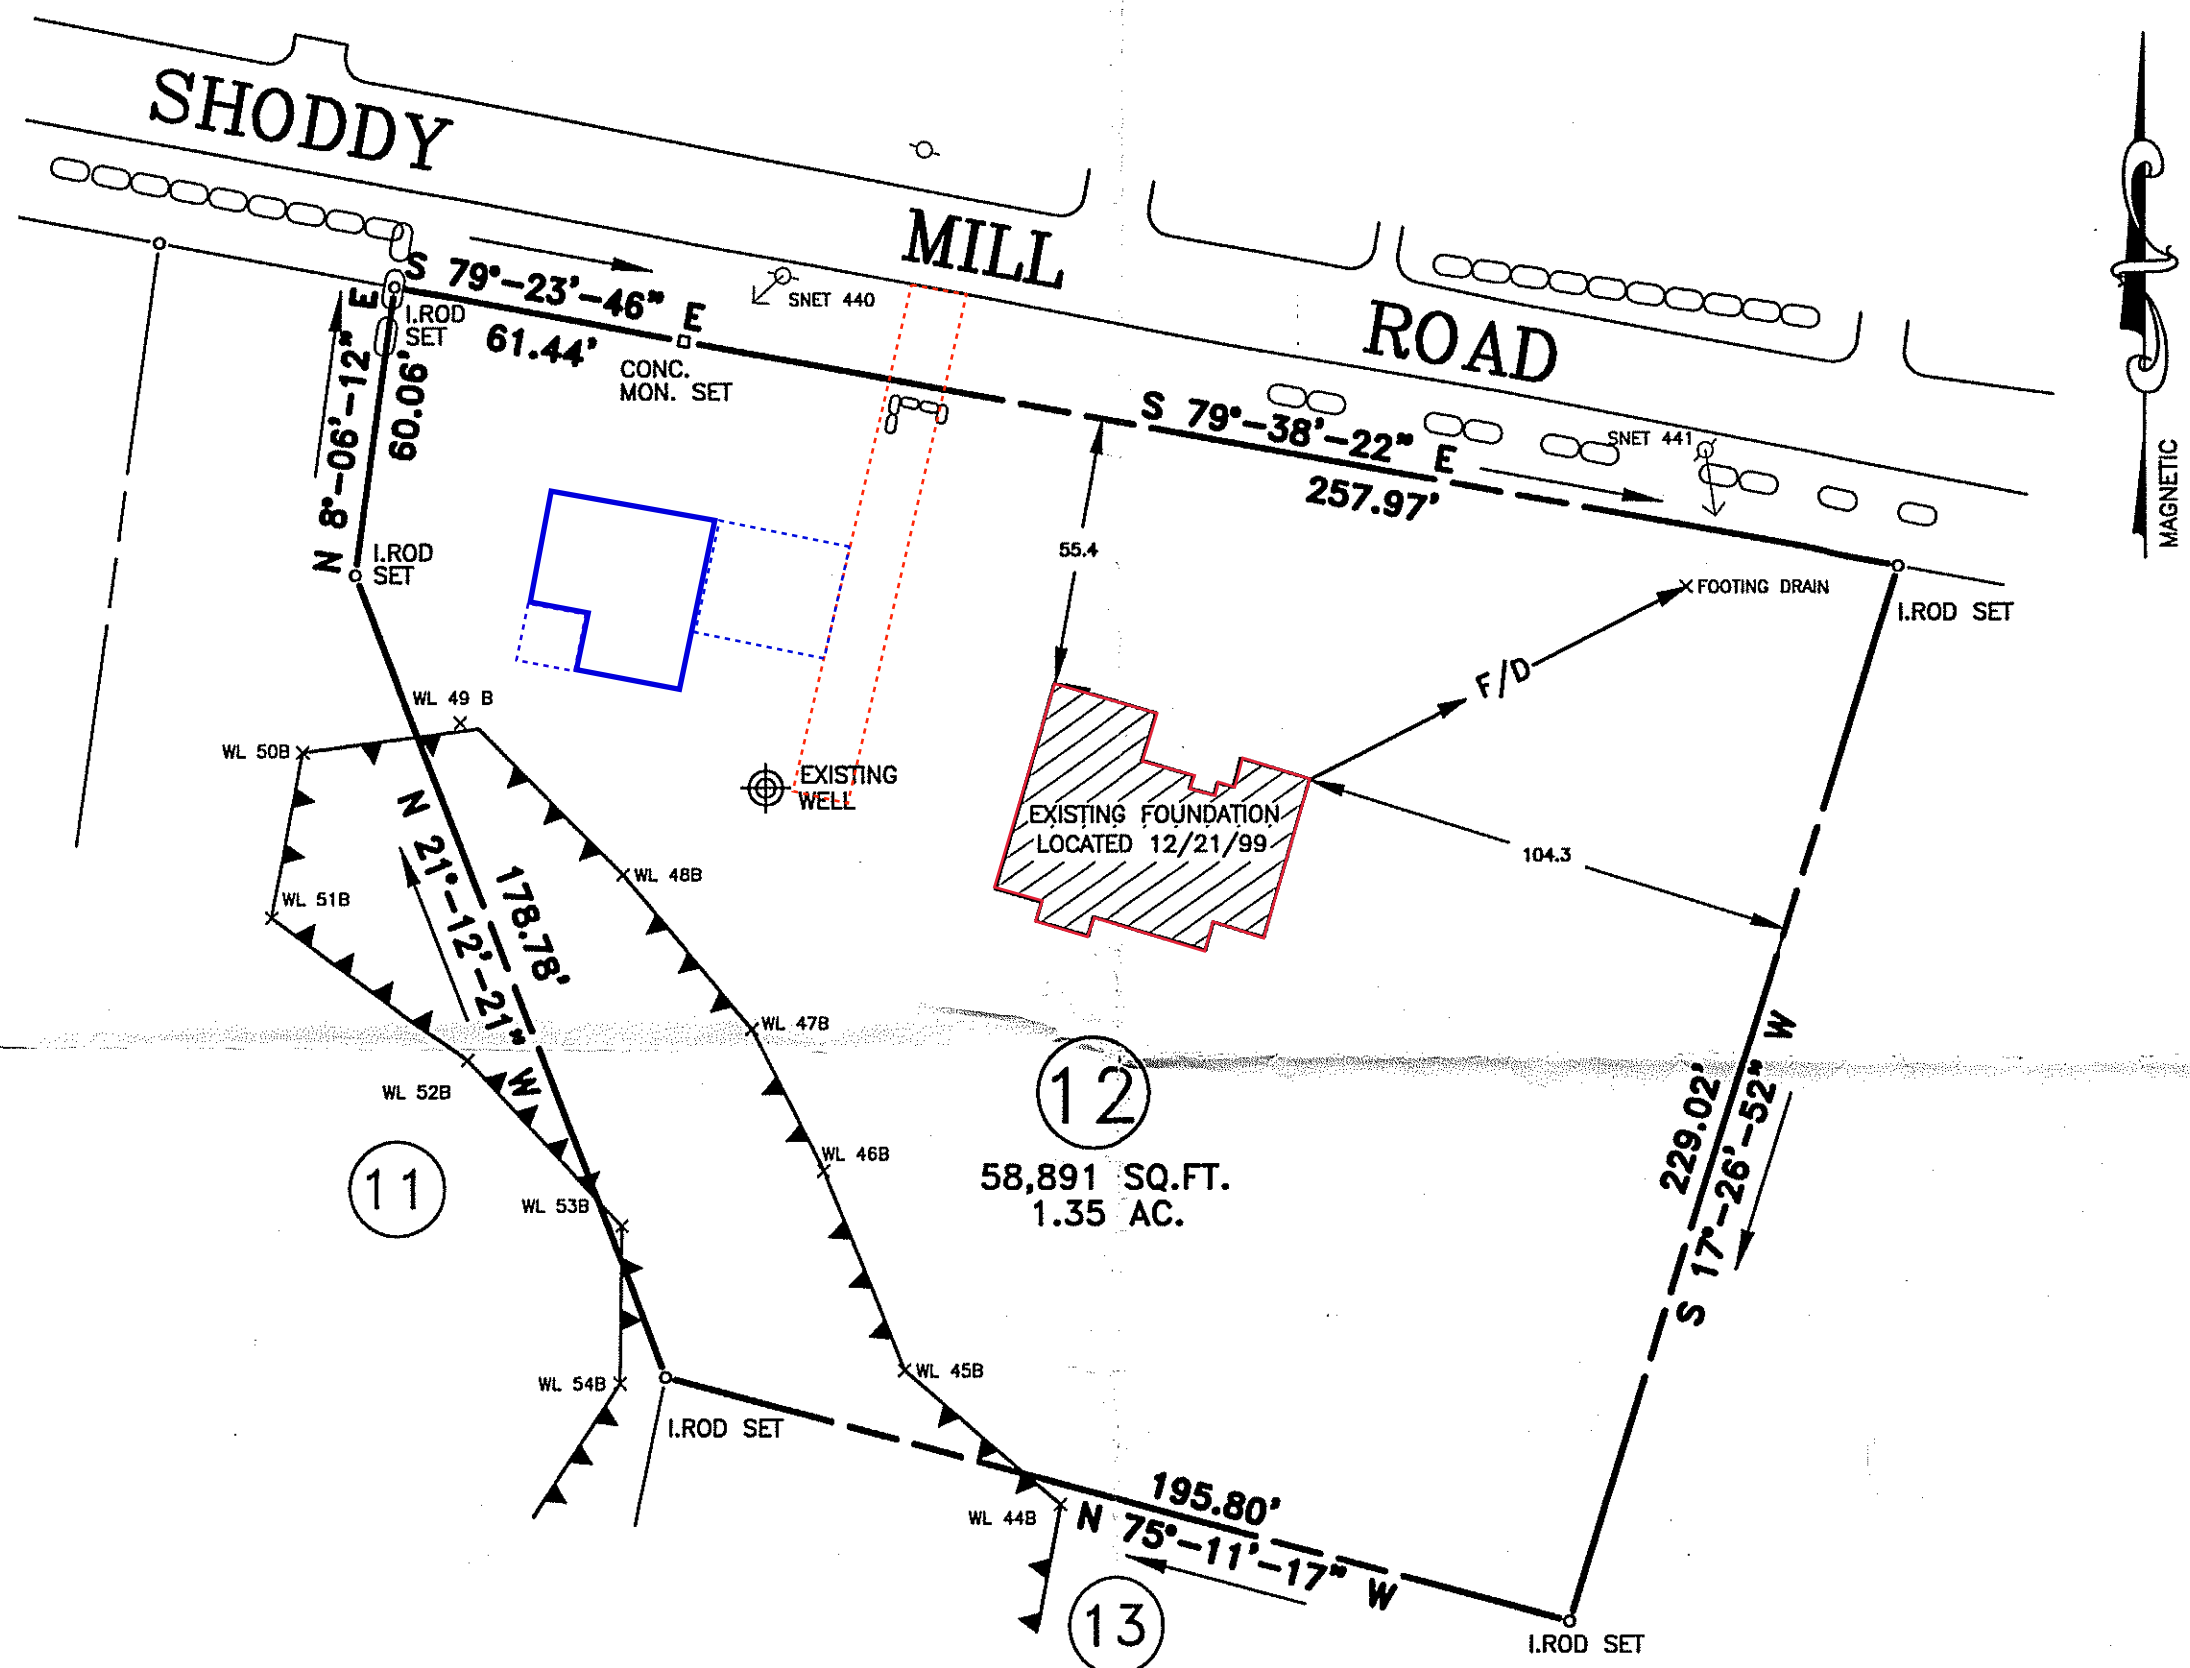 SHODDY
MILL
ROAD
S 79°-23'-46" E
61.44'
I.ROD
SET
CONC.
MON. SET
SNET 440
N 8°-06'-12" E
60.06'
I.ROD
SET
S 79°-38'-22" E
257.97'
SNET 441
MAGNETIC
55.4
FOOTING DRAIN
F/D
I.ROD SET
WL 49 B
WL 50B
EXISTING
WELL
EXISTING FOUNDATION
LOCATED 12/21/99
104.3
N 21°-12'-21" W
178.78'
WL 48B
WL 51B
WL 47B
WL 52B
12
58,891 SQ.FT.
1.35 AC.
229.02'
S 17°-26'-52" W
11
WL 46B
WL 53B
WL 45B
WL 54B
I.ROD SET
WL 44B
195.80'
N 75°-11'-17" W
13
I.ROD SET